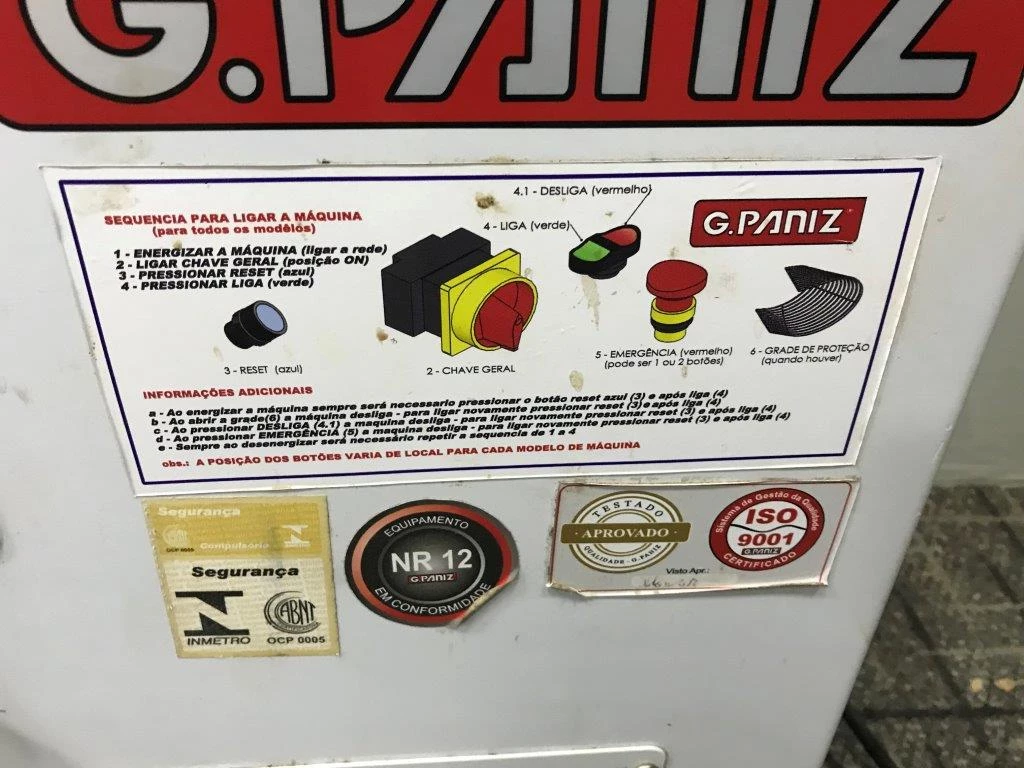 G.PANIZ
SEQUENCIA PARA LIGAR A MÁQUINA
(para todos os modêlos)
1 - ENERGIZAR A MÁQUINA (ligar a rede)
2 - LIGAR CHAVE GERAL (posição ON)
3 - PRESSIONAR RESET (azul)
4 - PRESSIONAR LIGA (verde)
4.1 - DESLIGA (vermelho)
4 - LIGA (verde)
G.PANIZ
3 - RESET (azul)
2 - CHAVE GERAL
5 - EMERGÊNCIA (vermelho)
(pode ser 1 ou 2 botões)
6 - GRADE DE PROTEÇÃO
(quando houver)
INFORMAÇÕES ADICIONAIS
a - Ao energizar a máquina sempre será necessario pressionar o botão reset azul (3) e após liga (4)
b - Ao abrir a grade(6) a máquina desliga - para ligar novamente pressionar reset (3) e após liga (4)
c - Ao pressionar DESLIGA (4.1) a maquina desliga - para ligar novamente pressionar reset (3) e após liga (4)
d - Ao pressionar EMERGÊNCIA (5) a maquina desliga - para ligar novamente pressionar reset (3) e após liga (4)
e - Sempre ao desenergizar será necessário repetir a sequencia de 1 a 4
obs.: A POSIÇÃO DOS BOTÕES VARIA DE LOCAL PARA CADA MODELO DE MÁQUINA
Segurança
OCP 0005
Compulsório
INMETRO
Segurança
INMETRO
ABNT
OCP 0005
EQUIPAMENTO
NR 12
G.PANIZ
EM CONFORMIDADE
TESTADO
APROVADO
QUALIDADE - G.PANIZ
Sistema de Gestão da Qualidade
ISO
9001
G.PANIZ
CERTIFICADO
Visto Apr.: